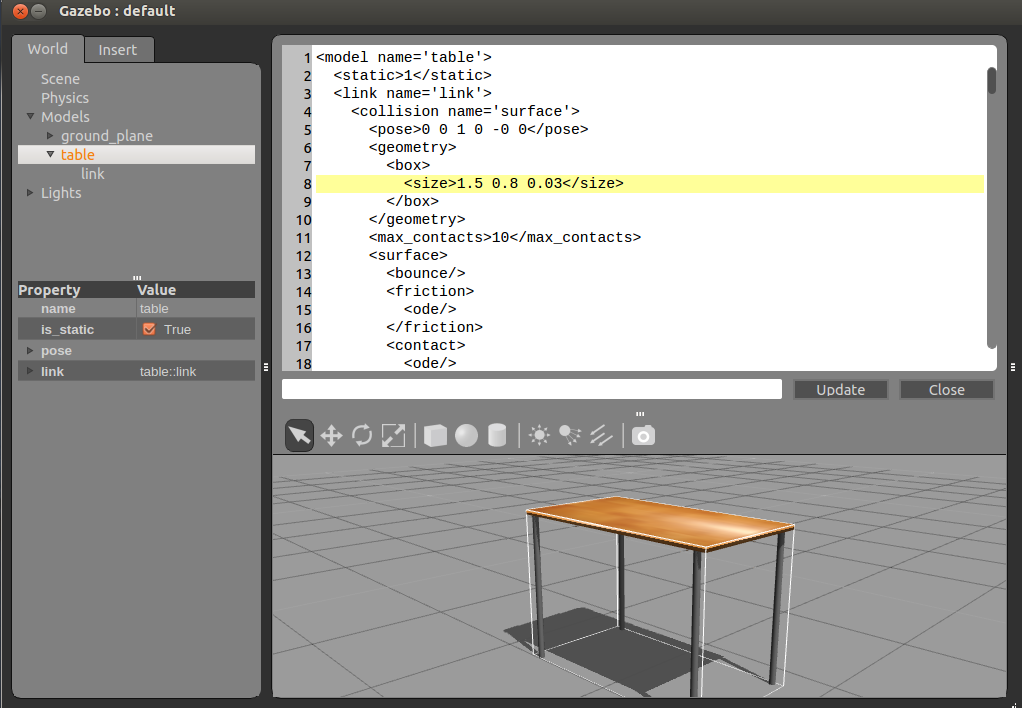 Gazebo : default
World Insert
Scene
Physics
Models
ground_plane
table
link
Lights
Property Value
name table
is_static True
pose
link table::link
1 <model name='table'>
2 <static>1</static>
3 <link name='link'>
4 <collision name='surface'>
5 <pose>0 0 1 0 -0 0</pose>
6 <geometry>
7 <box>
8 <size>1.5 0.8 0.03</size>
9 </box>
10 </geometry>
11 <max_contacts>10</max_contacts>
12 <surface>
13 <bounce/>
14 <friction>
15 <ode/>
16 </friction>
17 <contact>
18 <ode/>
Update Close